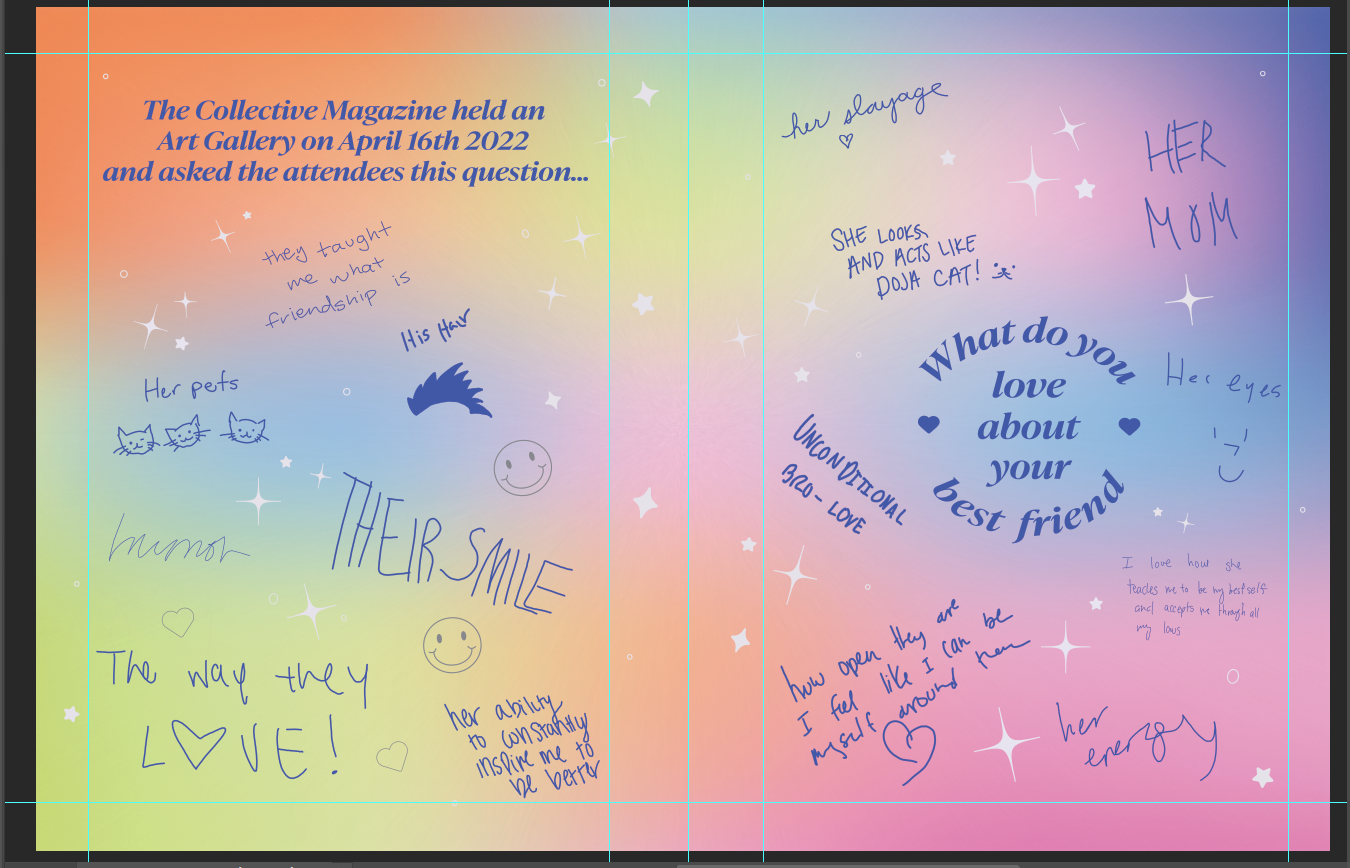 The Collective Magazine held an
Art Gallery on April 16th 2022
and asked the attendees this question...
they taught
me what
friendship is
His Hair
Her pets
THEIR SMILE
humor
The way they
LOVE!
her ability
to constantly
inspire me to
be better
her slayage
HER
MOM
SHE LOOKS
AND ACTS LIKE
DOJA CAT!
What do you
love
about
your
best friend
Her eyes
UNCONDITIONAL
BRO-LOVE
I love how she
teaches me to be my best self
and accepts me through all
my
how open they are
I feel like I can be
myself around them
her
energy